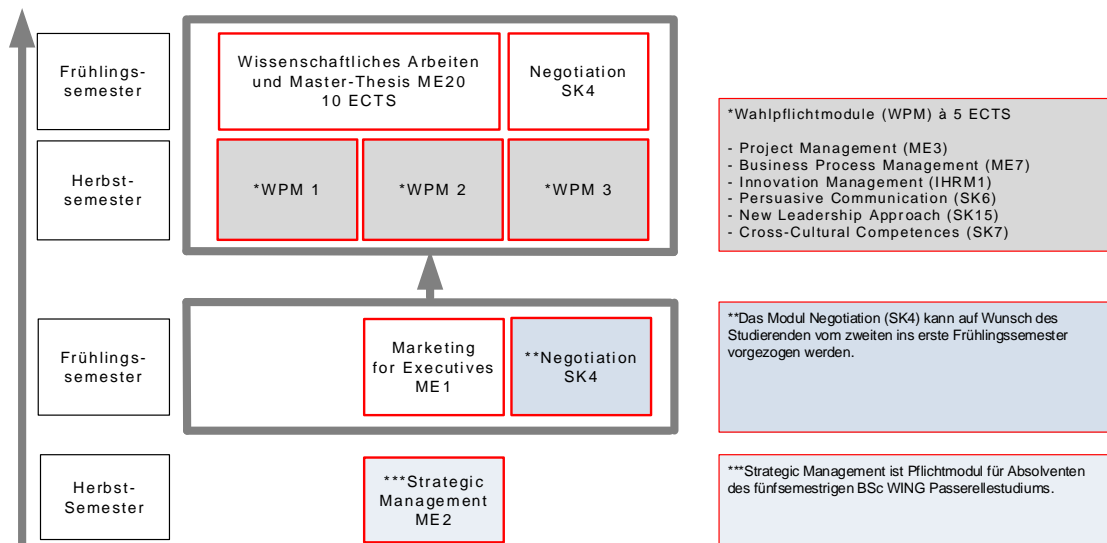 Frühlings-
semester
Wissenschaftliches Arbeiten
und Master-Thesis ME20
10 ECTS
Negotiation
SK4
Herbst-
semester
*WPM 1
*WPM 2
*WPM 3
*Wahlpflichtmodule (WPM) à 5 ECTS
- Project Management (ME3)
- Business Process Management (ME7)
- Innovation Management (IHRM1)
- Persuasive Communication (SK6)
- New Leadership Approach (SK15)
- Cross-Cultural Competences (SK7)
Frühlings-
semester
Marketing
for Executives
ME1
**Negotiation
SK4
**Das Modul Negotiation (SK4) kann auf Wunsch des
Studierenden vom zweiten ins erste Frühlingssemester
vorgezogen werden.
Herbst-
Semester
***Strategic
Management
ME2
***Strategic Management ist Pflichtmodul für Absolventen
des fünfsemestrigen BSc WING Passerellestudiums.